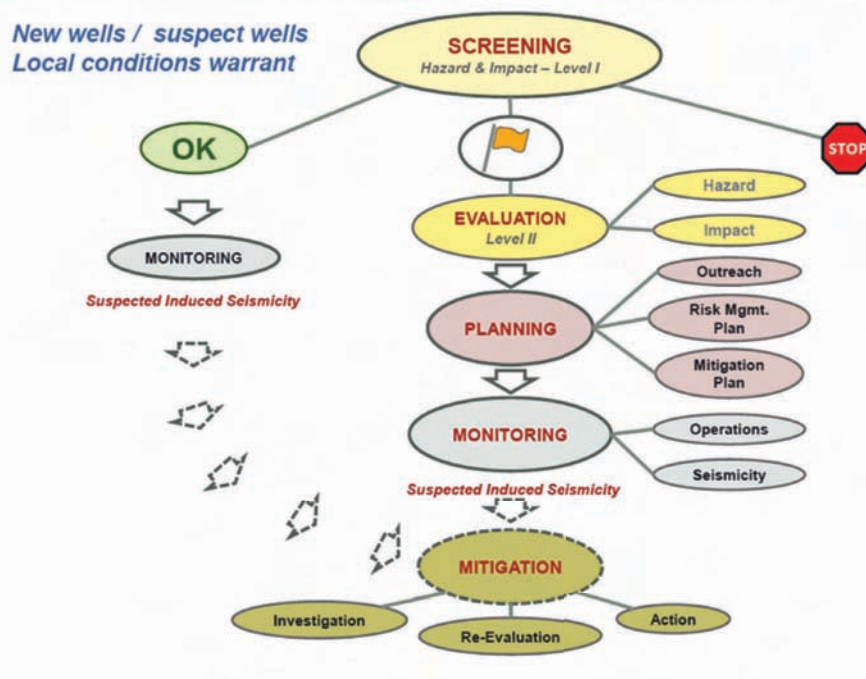 New wells / suspect wells
Local conditions warrant
SCREENING
Hazard & Impact – Level I
OK
STOP
EVALUATION
Level II
Hazard
Impact
MONITORING
Suspected Induced Seismicity
PLANNING
Outreach
Risk Mgmt.
Plan
Mitigation
Plan
MONITORING
Operations
Seismicity
Suspected Induced Seismicity
MITIGATION
Investigation
Re-Evaluation
Action